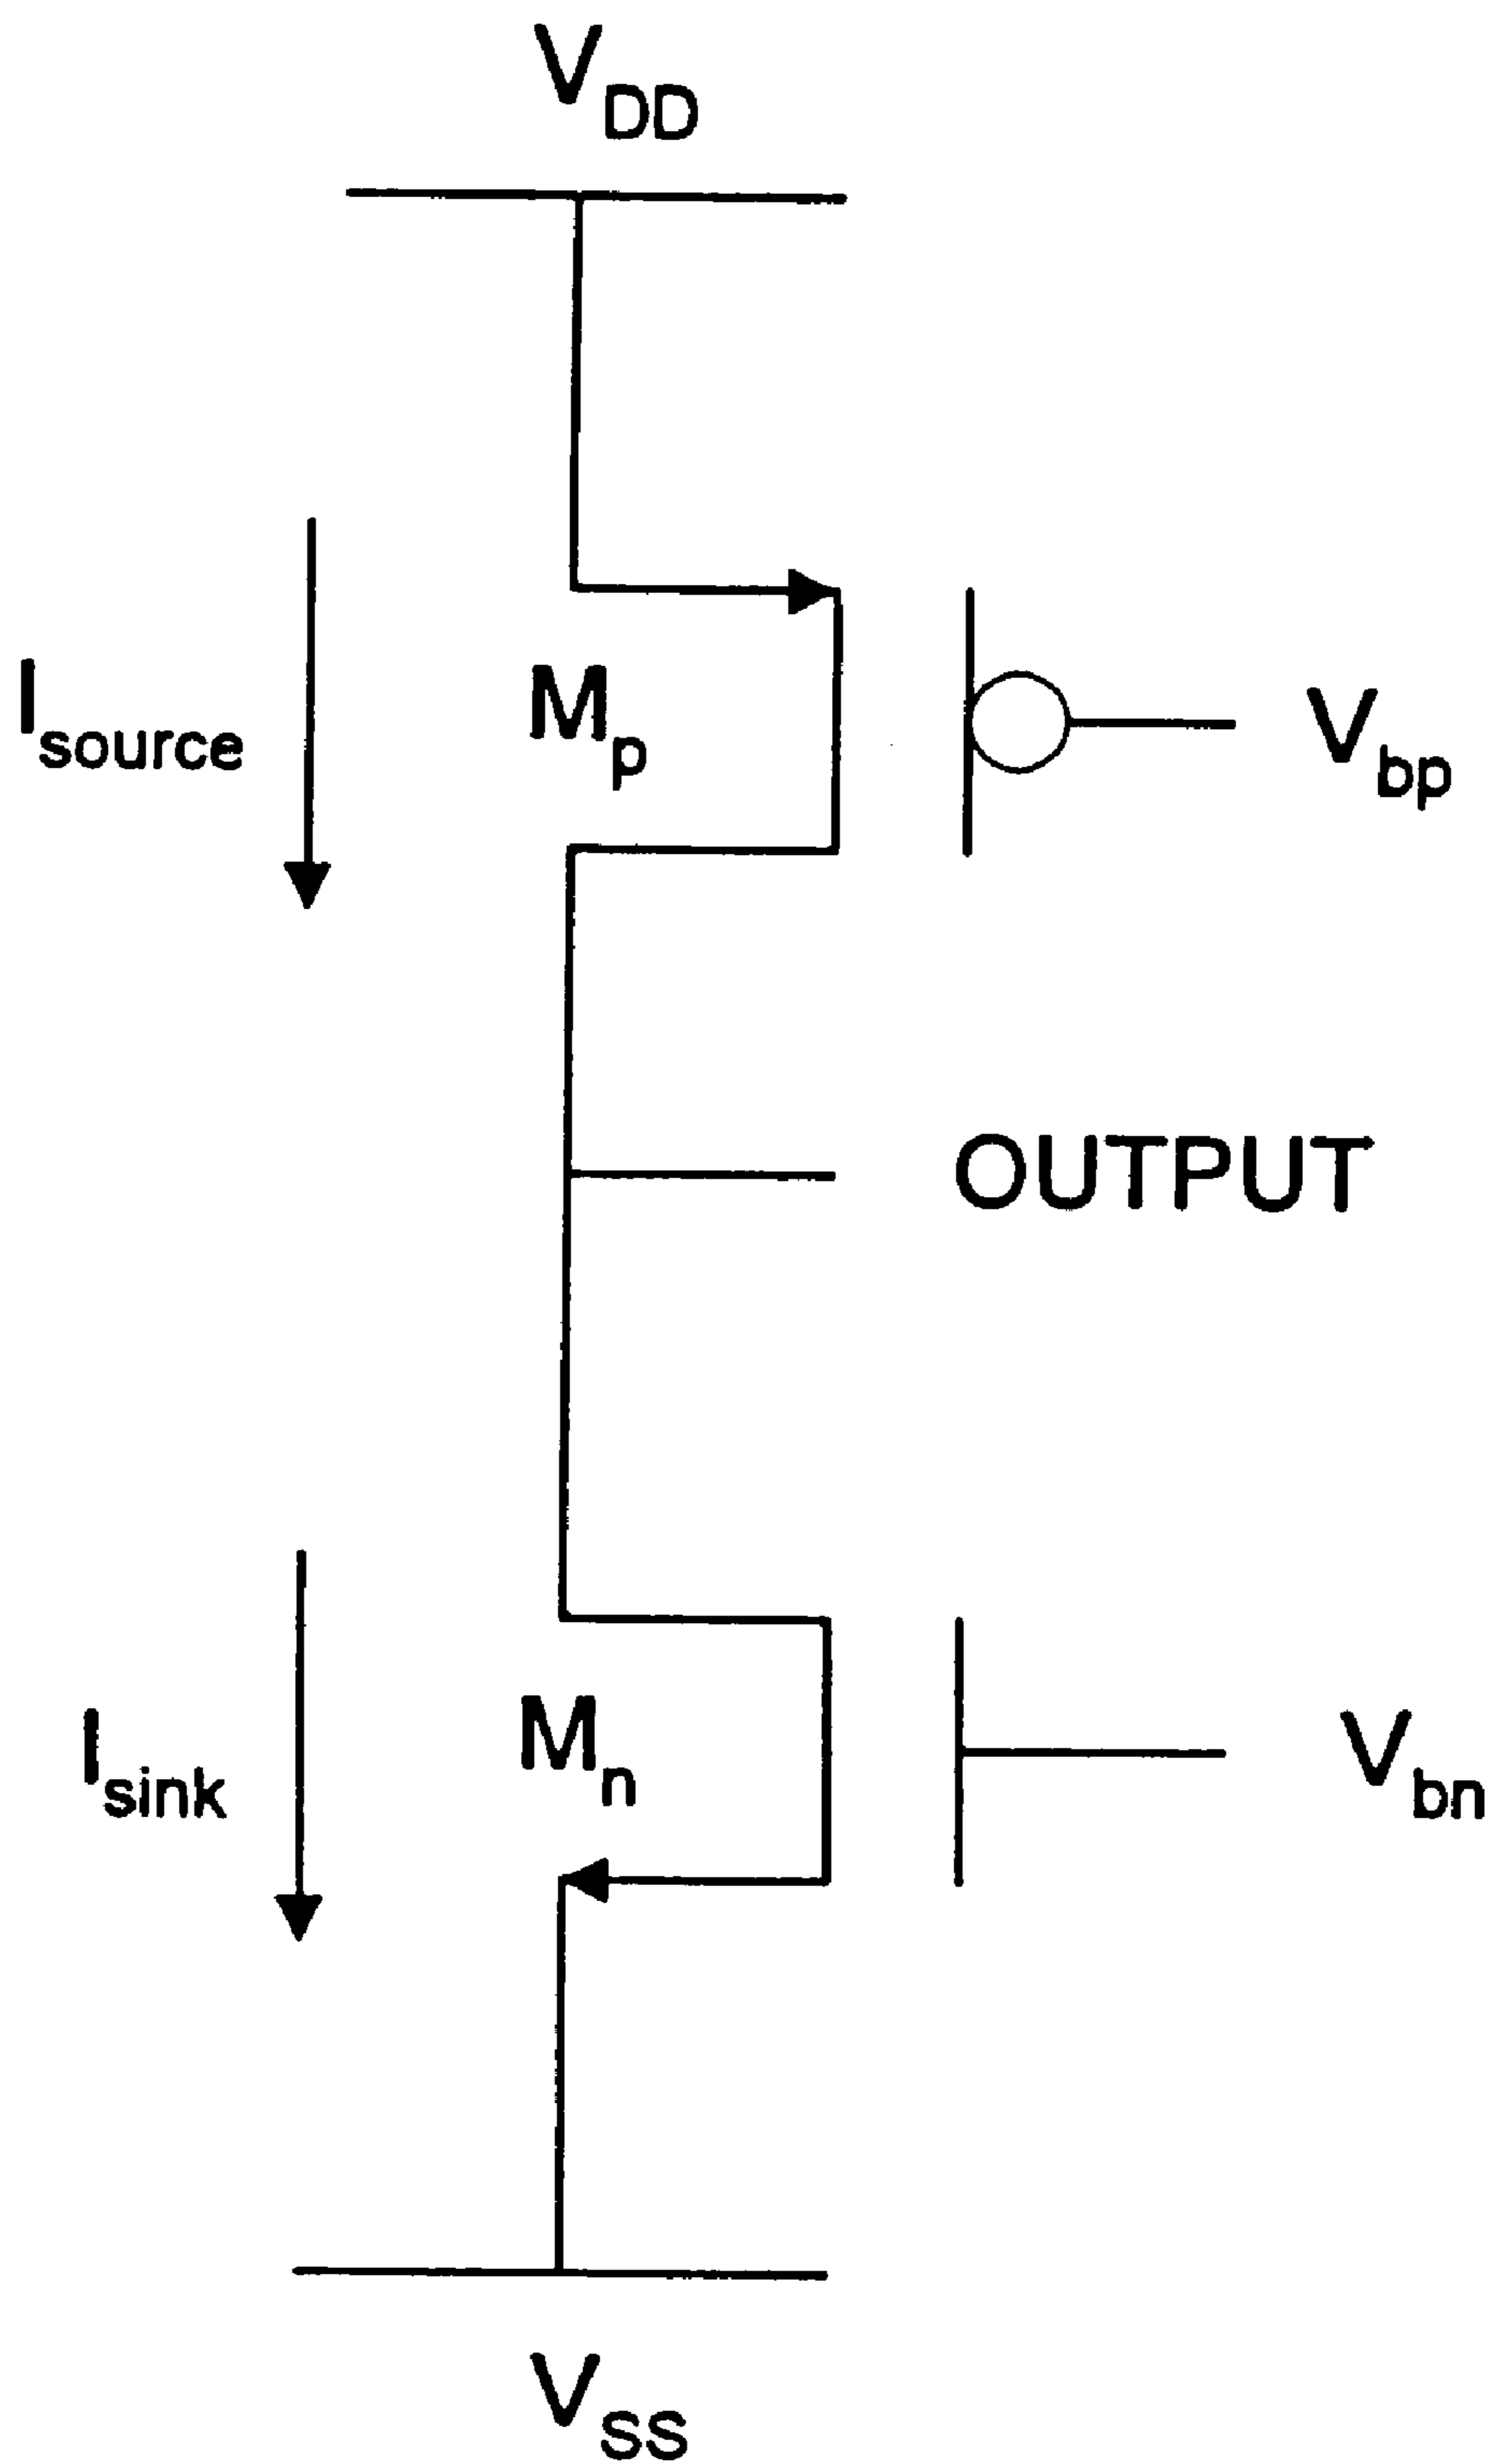 V_DD
I_source
M_p
V_bp
OUTPUT
I_sink
M_n
V_bn
V_SS